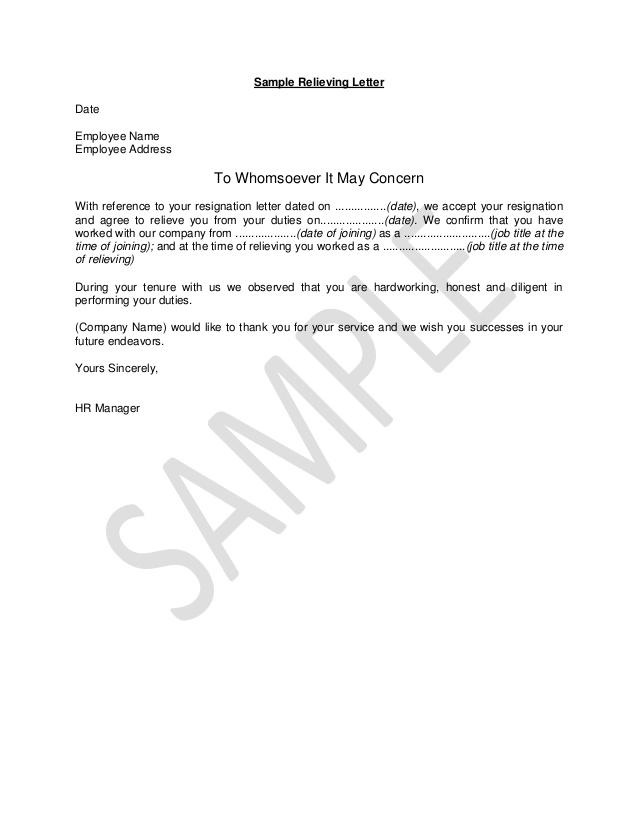 Sample Relieving Letter
Date
Employee Name
Employee Address
To Whomsoever It May Concern
With reference to your resignation letter dated on ................(date), we accept your resignation
and agree to relieve you from your duties on....................(date). We confirm that you have
worked with our company from ...................(date of joining) as a ...........................(job title at the
time of joining); and at the time of relieving you worked as a ..........................(job title at the time
of relieving)
During your tenure with us we observed that you are hardworking, honest and diligent in
performing your duties.
(Company Name) would like to thank you for your service and we wish you successes in your
future endeavors.
Yours Sincerely,
HR Manager
SAMPLE